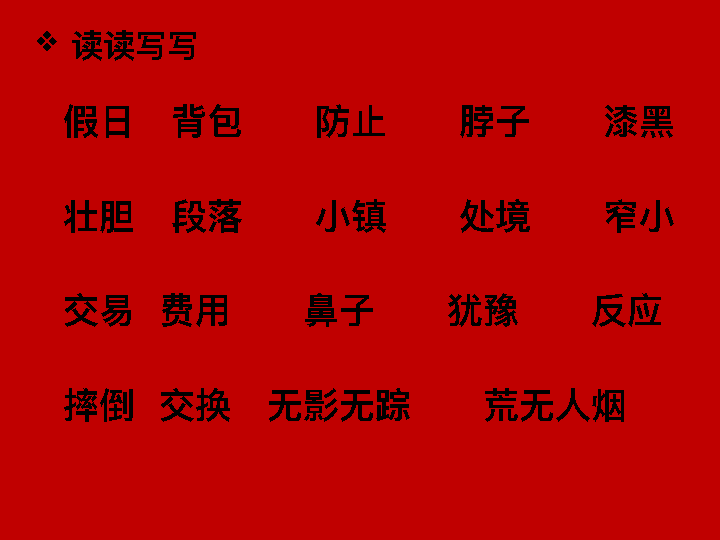 ❖ 读读写写
假日 背包 防止 脖子 漆黑
壮胆 段落 小镇 处境 窄小
交易 费用 鼻子 犹豫 反应
摔倒 交换 无影无踪 荒无人烟